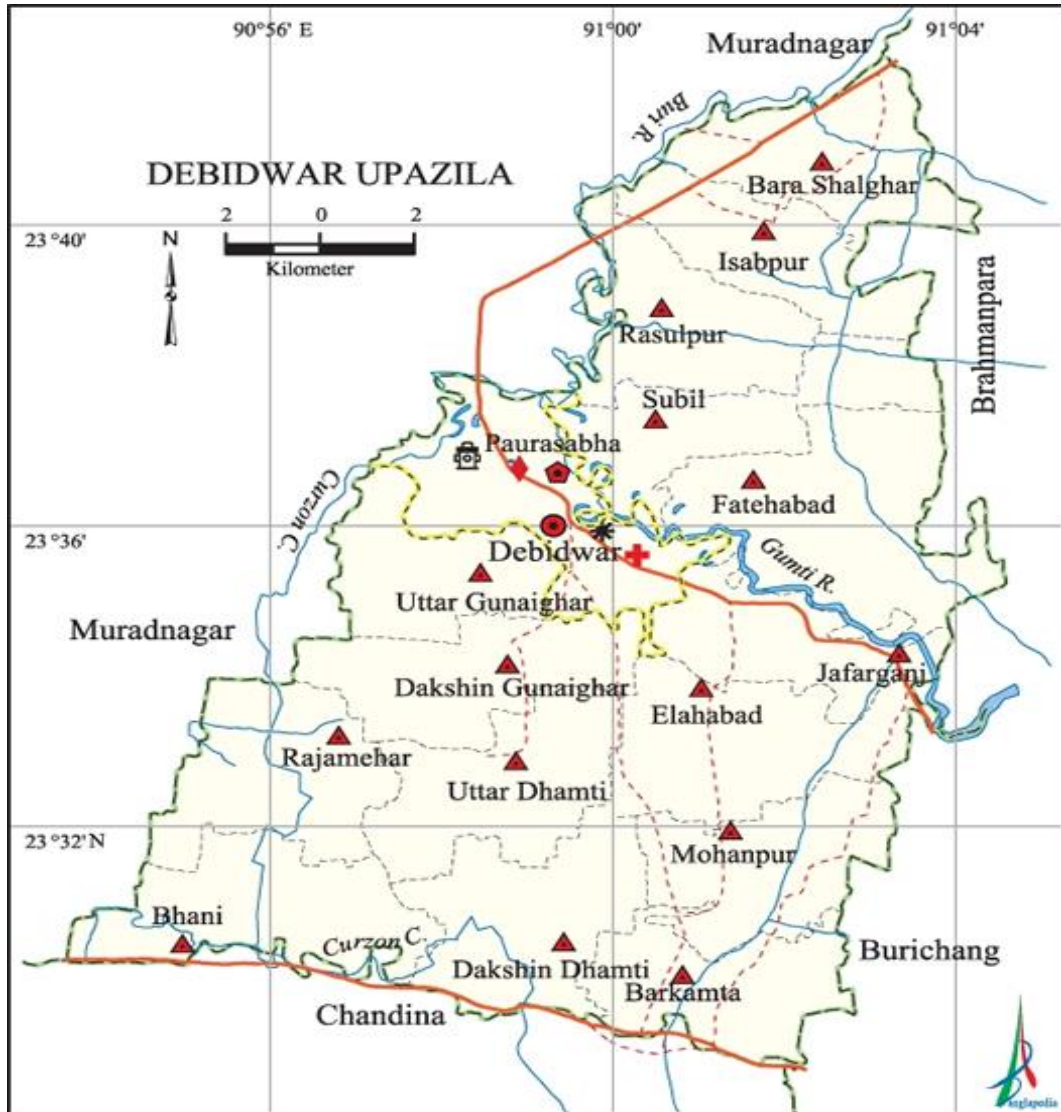 90°56' E
91°00'
91°04'
Muradnagar
Buri R.
DEBIDWAR UPAZILA
2 0 2
Kilometer
N
23°40'
Bara Shalghar
Isabpur
Brahmanpara
Rasulpur
Subil
Paurasabha
Fatehabad
Curzon C.
23°36'
Debidwar
Gumti R.
Uttar Gunaighar
Muradnagar
Jafarganj
Dakshin Gunaighar
Elahabad
Rajamehar
Uttar Dhamti
23°32'N
Mohanpur
Bhani
Curzon C.
Dakshin Dhamti
Burichang
Barkamta
Chandina
anglapedia